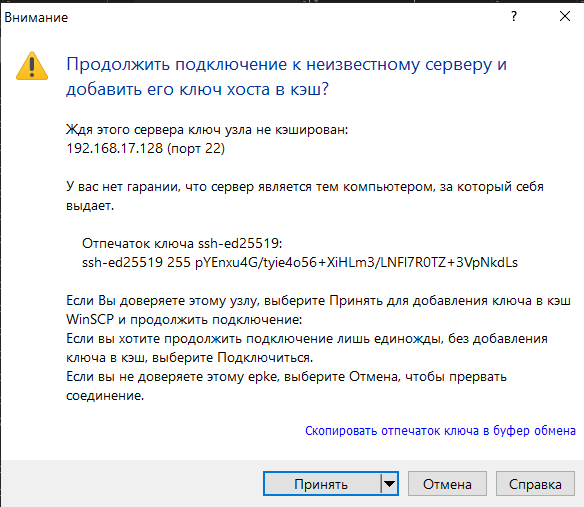 Внимание
?
Продолжить подключение к неизвестному серверу и
добавить его ключ хоста в кэш?
Ждя этого сервера ключ узла не кэширован:
192.168.17.128 (порт 22)
У вас нет гарании, что сервер является тем компьютером, за который себя
выдает.
Отпечаток ключа ssh-ed25519:
ssh-ed25519 255 pYEnxu4G/tyie4o56+XiHLm3/LNFl7R0TZ+3VpNkdLs
Если Вы доверяете этому узлу, выберите Принять для добавления ключа в кэш
WinSCP и продолжить подключение:
Если вы хотите продолжить подключение лишь единожды, без добавления
ключа в кэш, выберите Подключиться.
Если вы не доверяете этому epke, выберите Отмена, чтобы прервать
соединение.
Скопировать отпечаток ключа в буфер обмена
Принять
Отмена
Справка